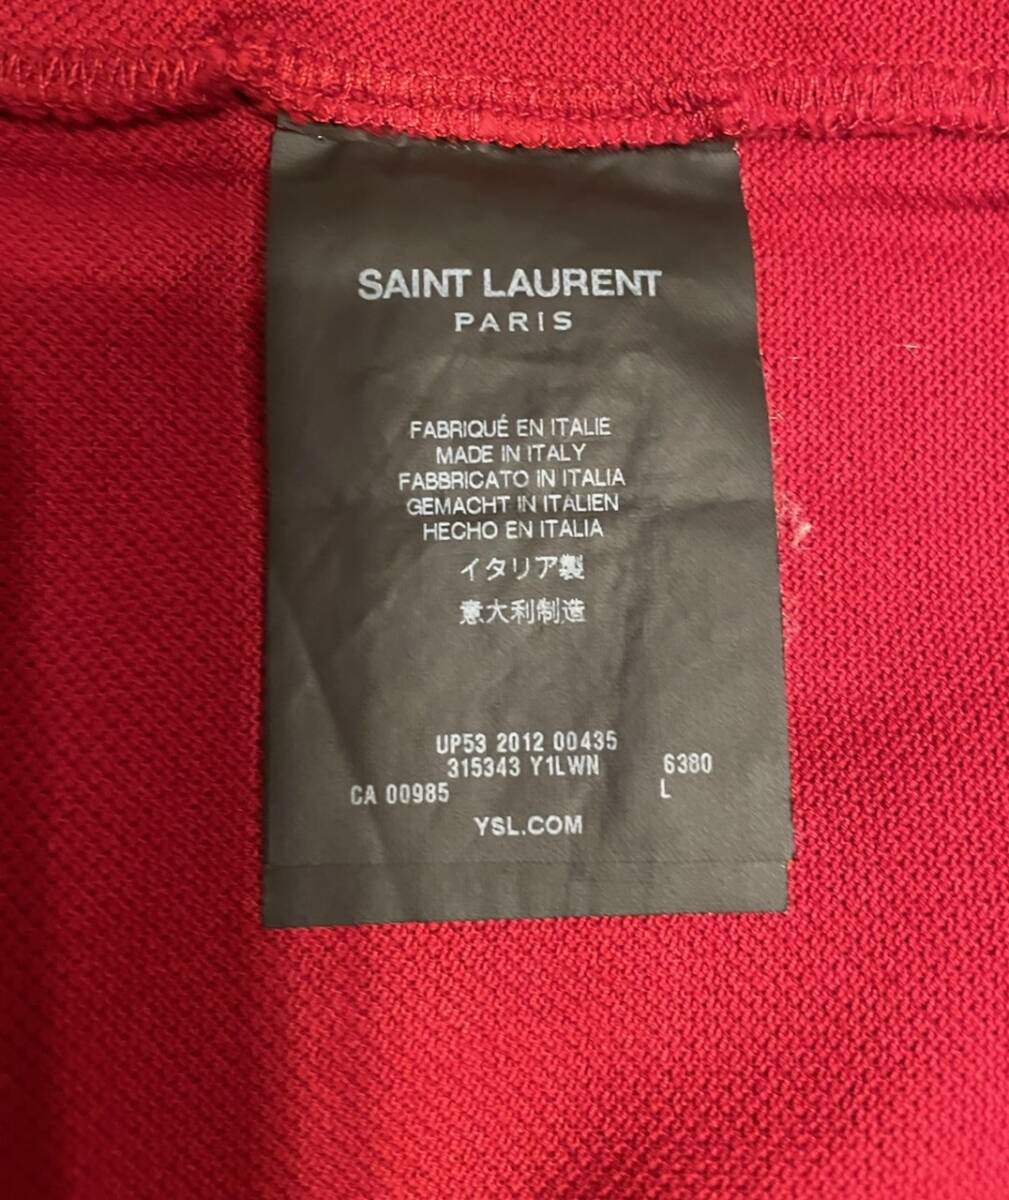 SAINT LAURENT
PARIS
FABRIQUÉ EN ITALIE
MADE IN ITALY
FABBRICATO IN ITALIA
GEMACHT IN ITALIEN
HECHO EN ITALIA
イタリア製
意大利制造
UP53 2012 00435
315343 Y1LWN 6380
CA 00985 L
YSL.COM